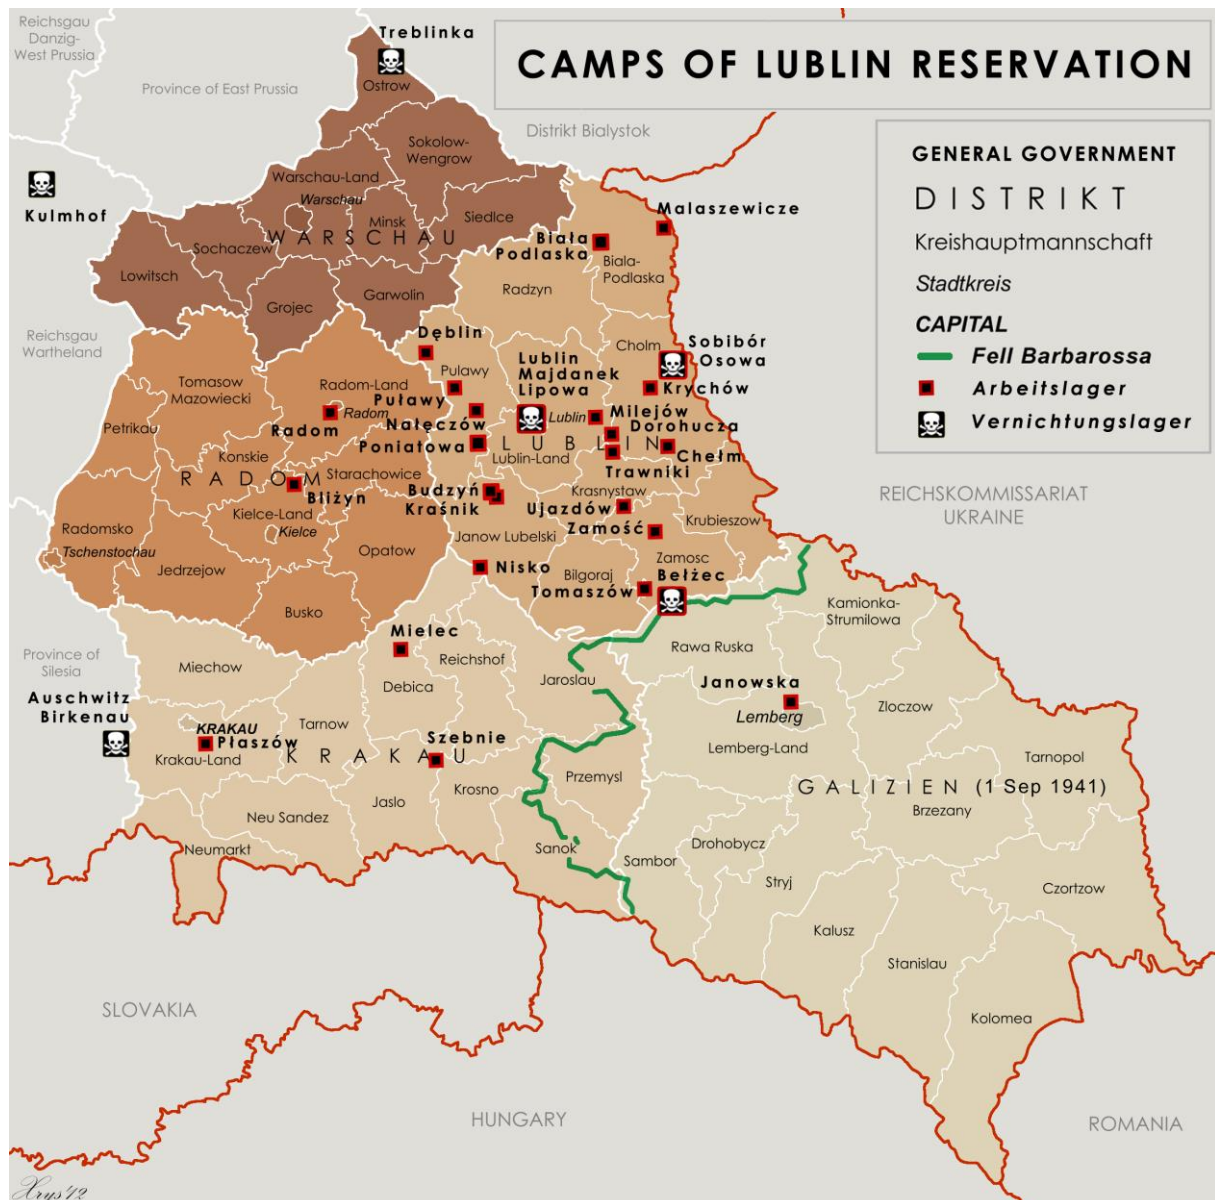 Reichsgau
Danzig-
West Prussia
Treblinka
CAMPS OF LUBLIN RESERVATION
Province of East Prussia
Ostrow
Distrikt Bialystok
GENERAL GOVERNMENT
DISTRIKT
Kreishauptmannschaft
Stadtkreis
CAPITAL
Fell Barbarossa
Arbeitslager
Vernichtungslager
Sokolow-
Wengrow
Kulmhof
Warschau-Land
Warschau
Minsk
Siedlce
WARSCHAU
Sochaczew
Lowitsch
Grojec
Garwolin
Malaszewicze
Biała
Podlaska
Biala-
Podlaska
Radzyn
Reichsgau
Wartheland
Dęblin
Cholm
Sobibór
Osowa
Lublin
Majdanek
Lipowa
Pulawy
Krychów
Tomasow
Mazowiecki
Radom-Land
Radom
Radom
Puławy
Nałęczów
Poniatowa
Lublin
Milejów
Dorohucza
LUBLIN
Lublin-Land
Chełm
Trawniki
Petrikau
Konskie
Starachowice
RADOM
Bliżyn
Budzyń
Kraśnik
Krasnystaw
Ujazdów
Zamość
Krubieszow
REICHSKOMMISSARIAT
UKRAINE
Kielce-Land
Kielce
Radomsko
Tschenstochau
Jedrzejow
Opatow
Janow Lubelski
Zamosc
Nisko
Bilgoraj
Bełżec
Tomaszów
Busko
Kamionka-
Strumilowa
Mielec
Province of
Silesia
Miechow
Reichshof
Rawa Ruska
Debica
Jaroslau
Janowska
Lemberg
Auschwitz
Birkenau
KRAKAU
Płaszów
Krakau-Land
Tarnow
Szebnie
KRAKAU
Zloczow
Lemberg-Land
Tarnopol
Przemysl
GALIZIEN (1 Sep 1941)
Brzezany
Krosno
Jaslo
Neu Sandez
Neumarkt
Sanok
Sambor
Drohobycz
Stryj
Czortzow
Kalusz
Stanislau
SLOVAKIA
Kolomea
HUNGARY
ROMANIA